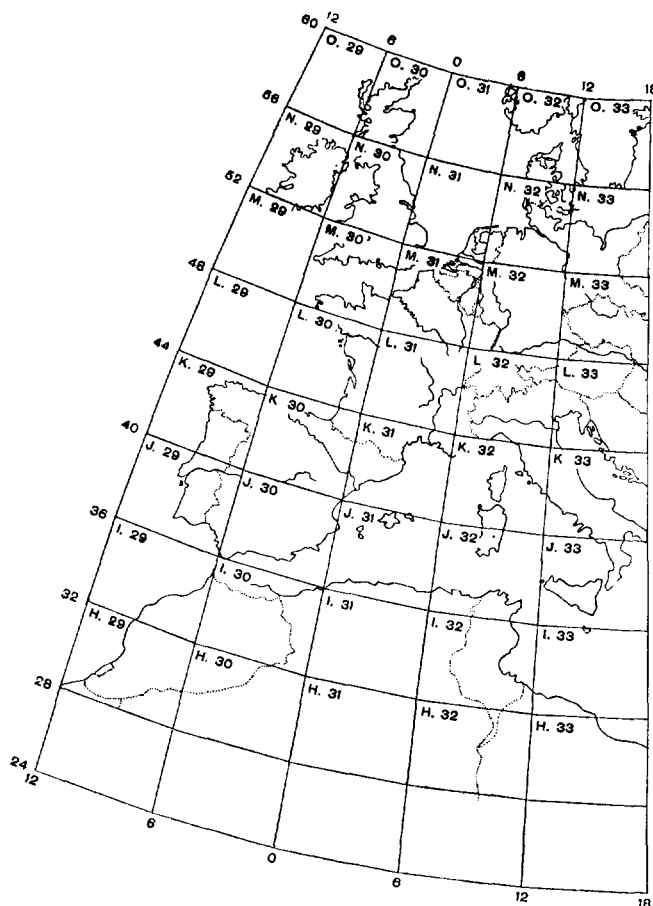 60 12 6 0 6 12 18
O. 29 O. 30 O. 31 O. 32 O. 33
56
N. 29 N. 30 N. 31 N. 32 N. 33
52
M. 29 M. 30 M. 31 M. 32 M. 33
48
L. 29 L. 30 L. 31 L. 32 L. 33
44
K. 29 K. 30 K. 31 K. 32 K. 33
40
J. 29 J. 30 J. 31 J. 32 J. 33
36
I. 29 I. 30 I. 31 I. 32 I. 33
32
H. 29 H. 30 H. 31 H. 32 H. 33
28
24
12 6 0 6 12 18